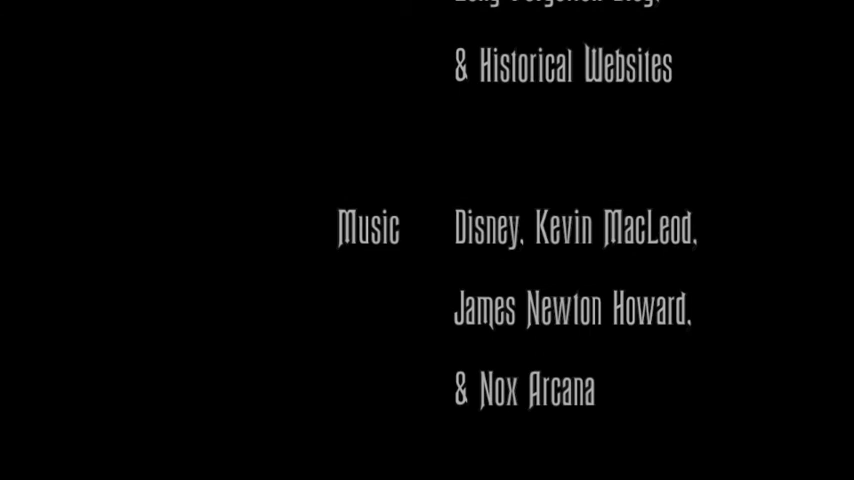 & Historical Websites
Music Disney, Kevin MacLeod,
James Newton Howard,
& Nox Arcana